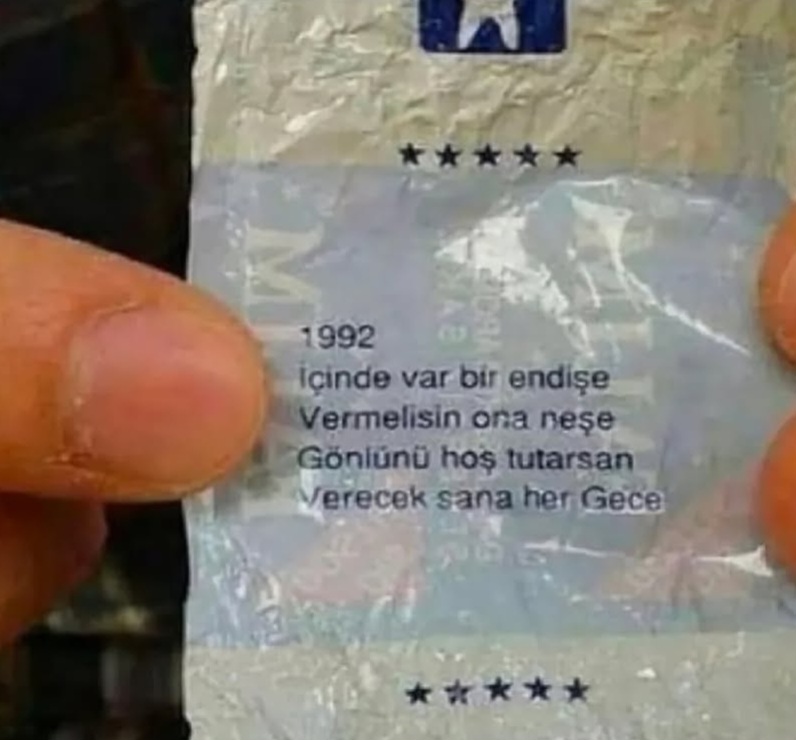 1992
İçinde var bir endişe
Vermelisin ona neşe
Gönlünü hoş tutarsan
Verecek sana her Gece